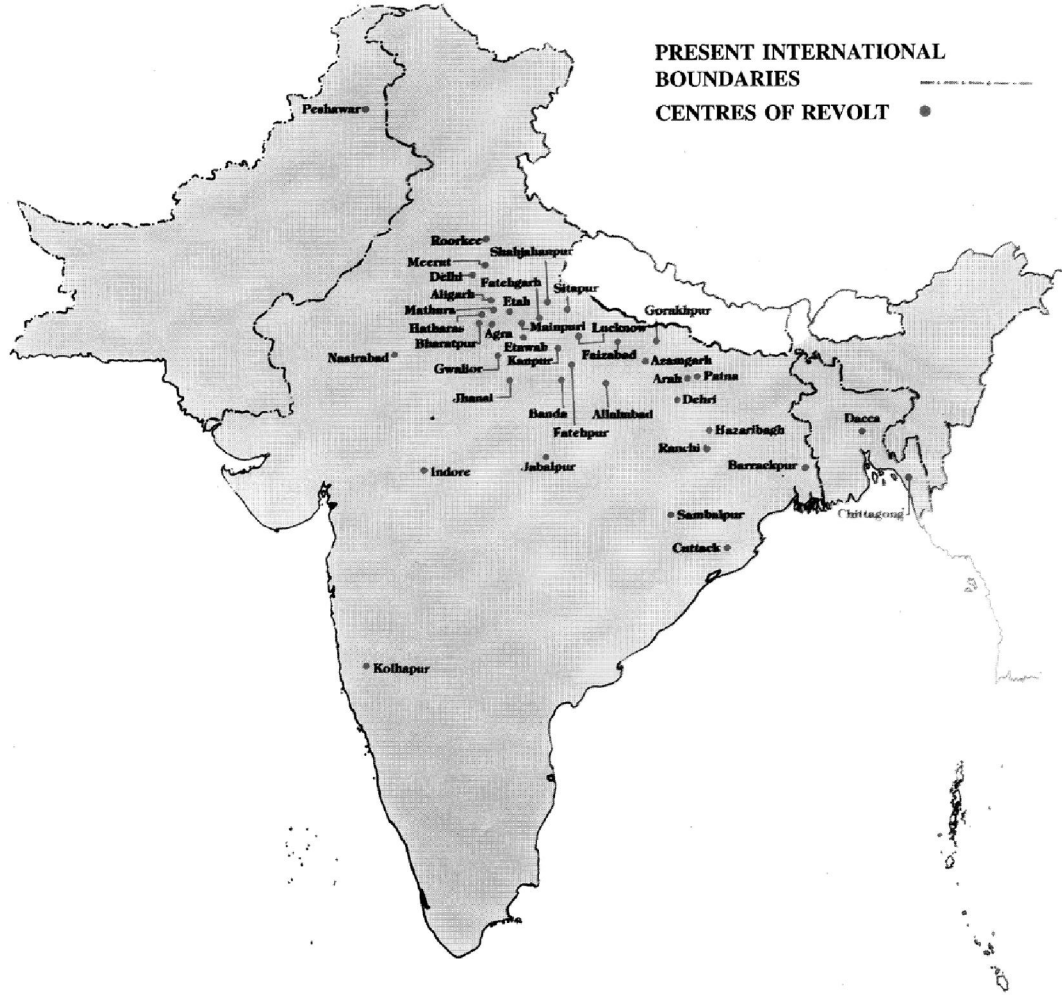 PRESENT INTERNATIONAL
BOUNDARIES
CENTRES OF REVOLT
Peshawar
Roorkee
Shahjahanpur
Meerut
Delhi
Fatehgarh
Sitapur
Aligarh
Etah
Mathura
Gorakhpur
Hathras
Agra
Mainpuri
Lucknow
Bharatpur
Etawah
Nasirabad
Kanpur
Faizabad
Azamgarh
Gwalior
Arah
Patna
Jhansi
Dehri
Banda
Allahabad
Dacca
Fatehpur
Hazaribagh
Ranchi
Indore
Jabalpur
Barrackpur
Sambalpur
Chittagong
Cuttack
Kolhapur